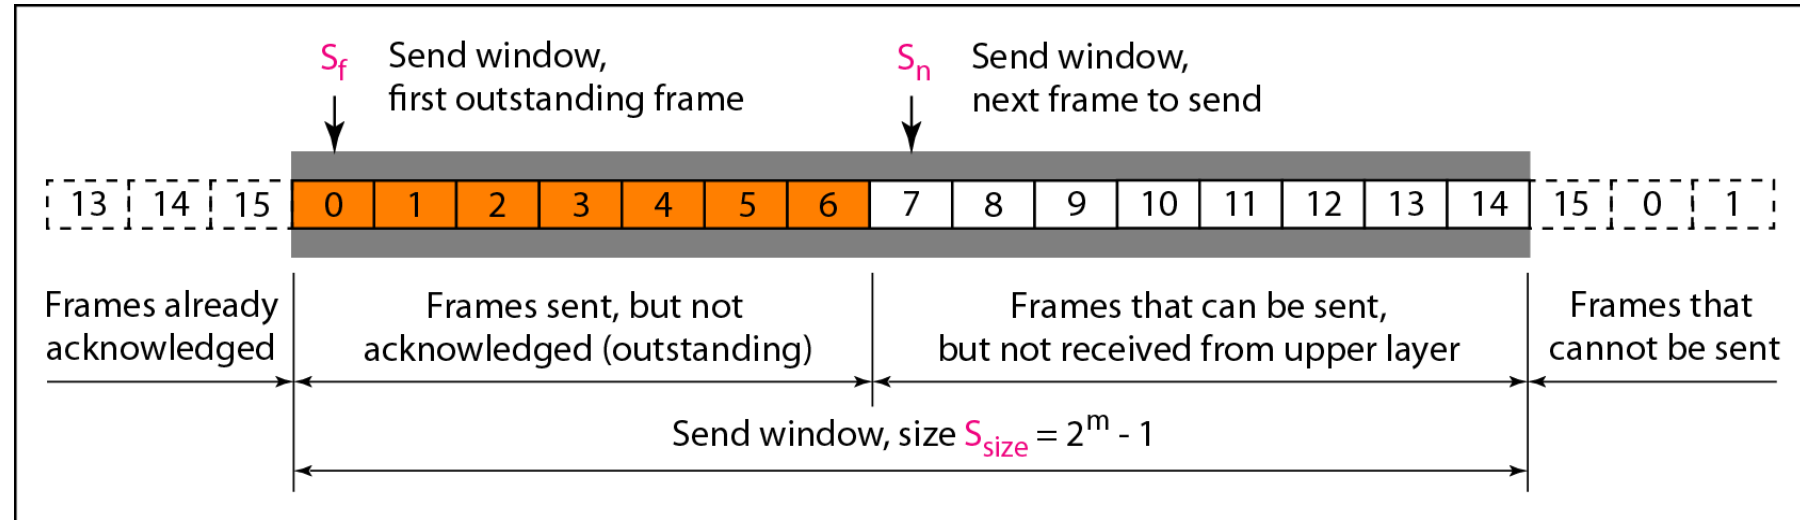 Sf Send window, Sn Send window,
first outstanding frame next frame to send
13 14 15 0 1 2 3 4 5 6 7 8 9 10 11 12 13 14 15 0 1
Frames already Frames sent, but not Frames that can be sent, Frames that
acknowledged acknowledged (outstanding) but not received from upper layer cannot be sent
Send window, size Ssize = 2^m - 1